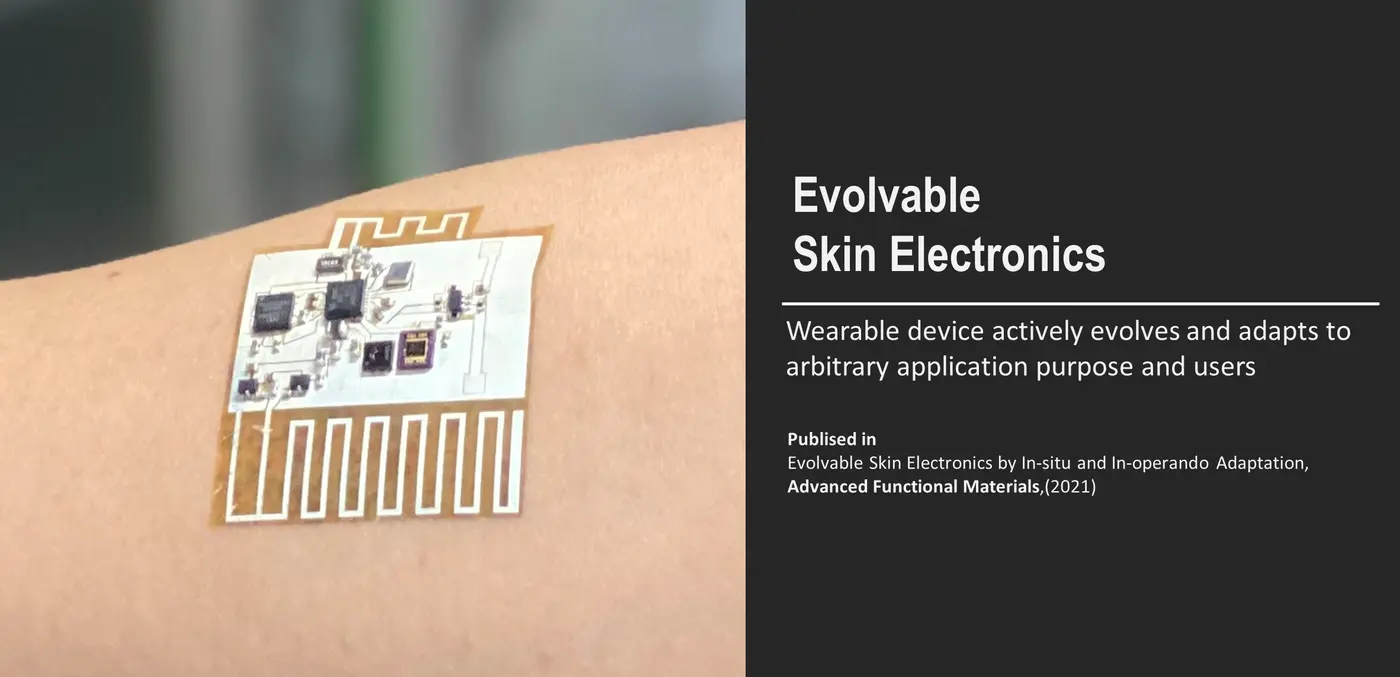 Evolvable
Skin Electronics
Wearable device actively evolves and adapts to
arbitrary application purpose and users
Publised in
Evolvable Skin Electronics by In-situ and In-operando Adaptation,
Advanced Functional Materials,(2021)